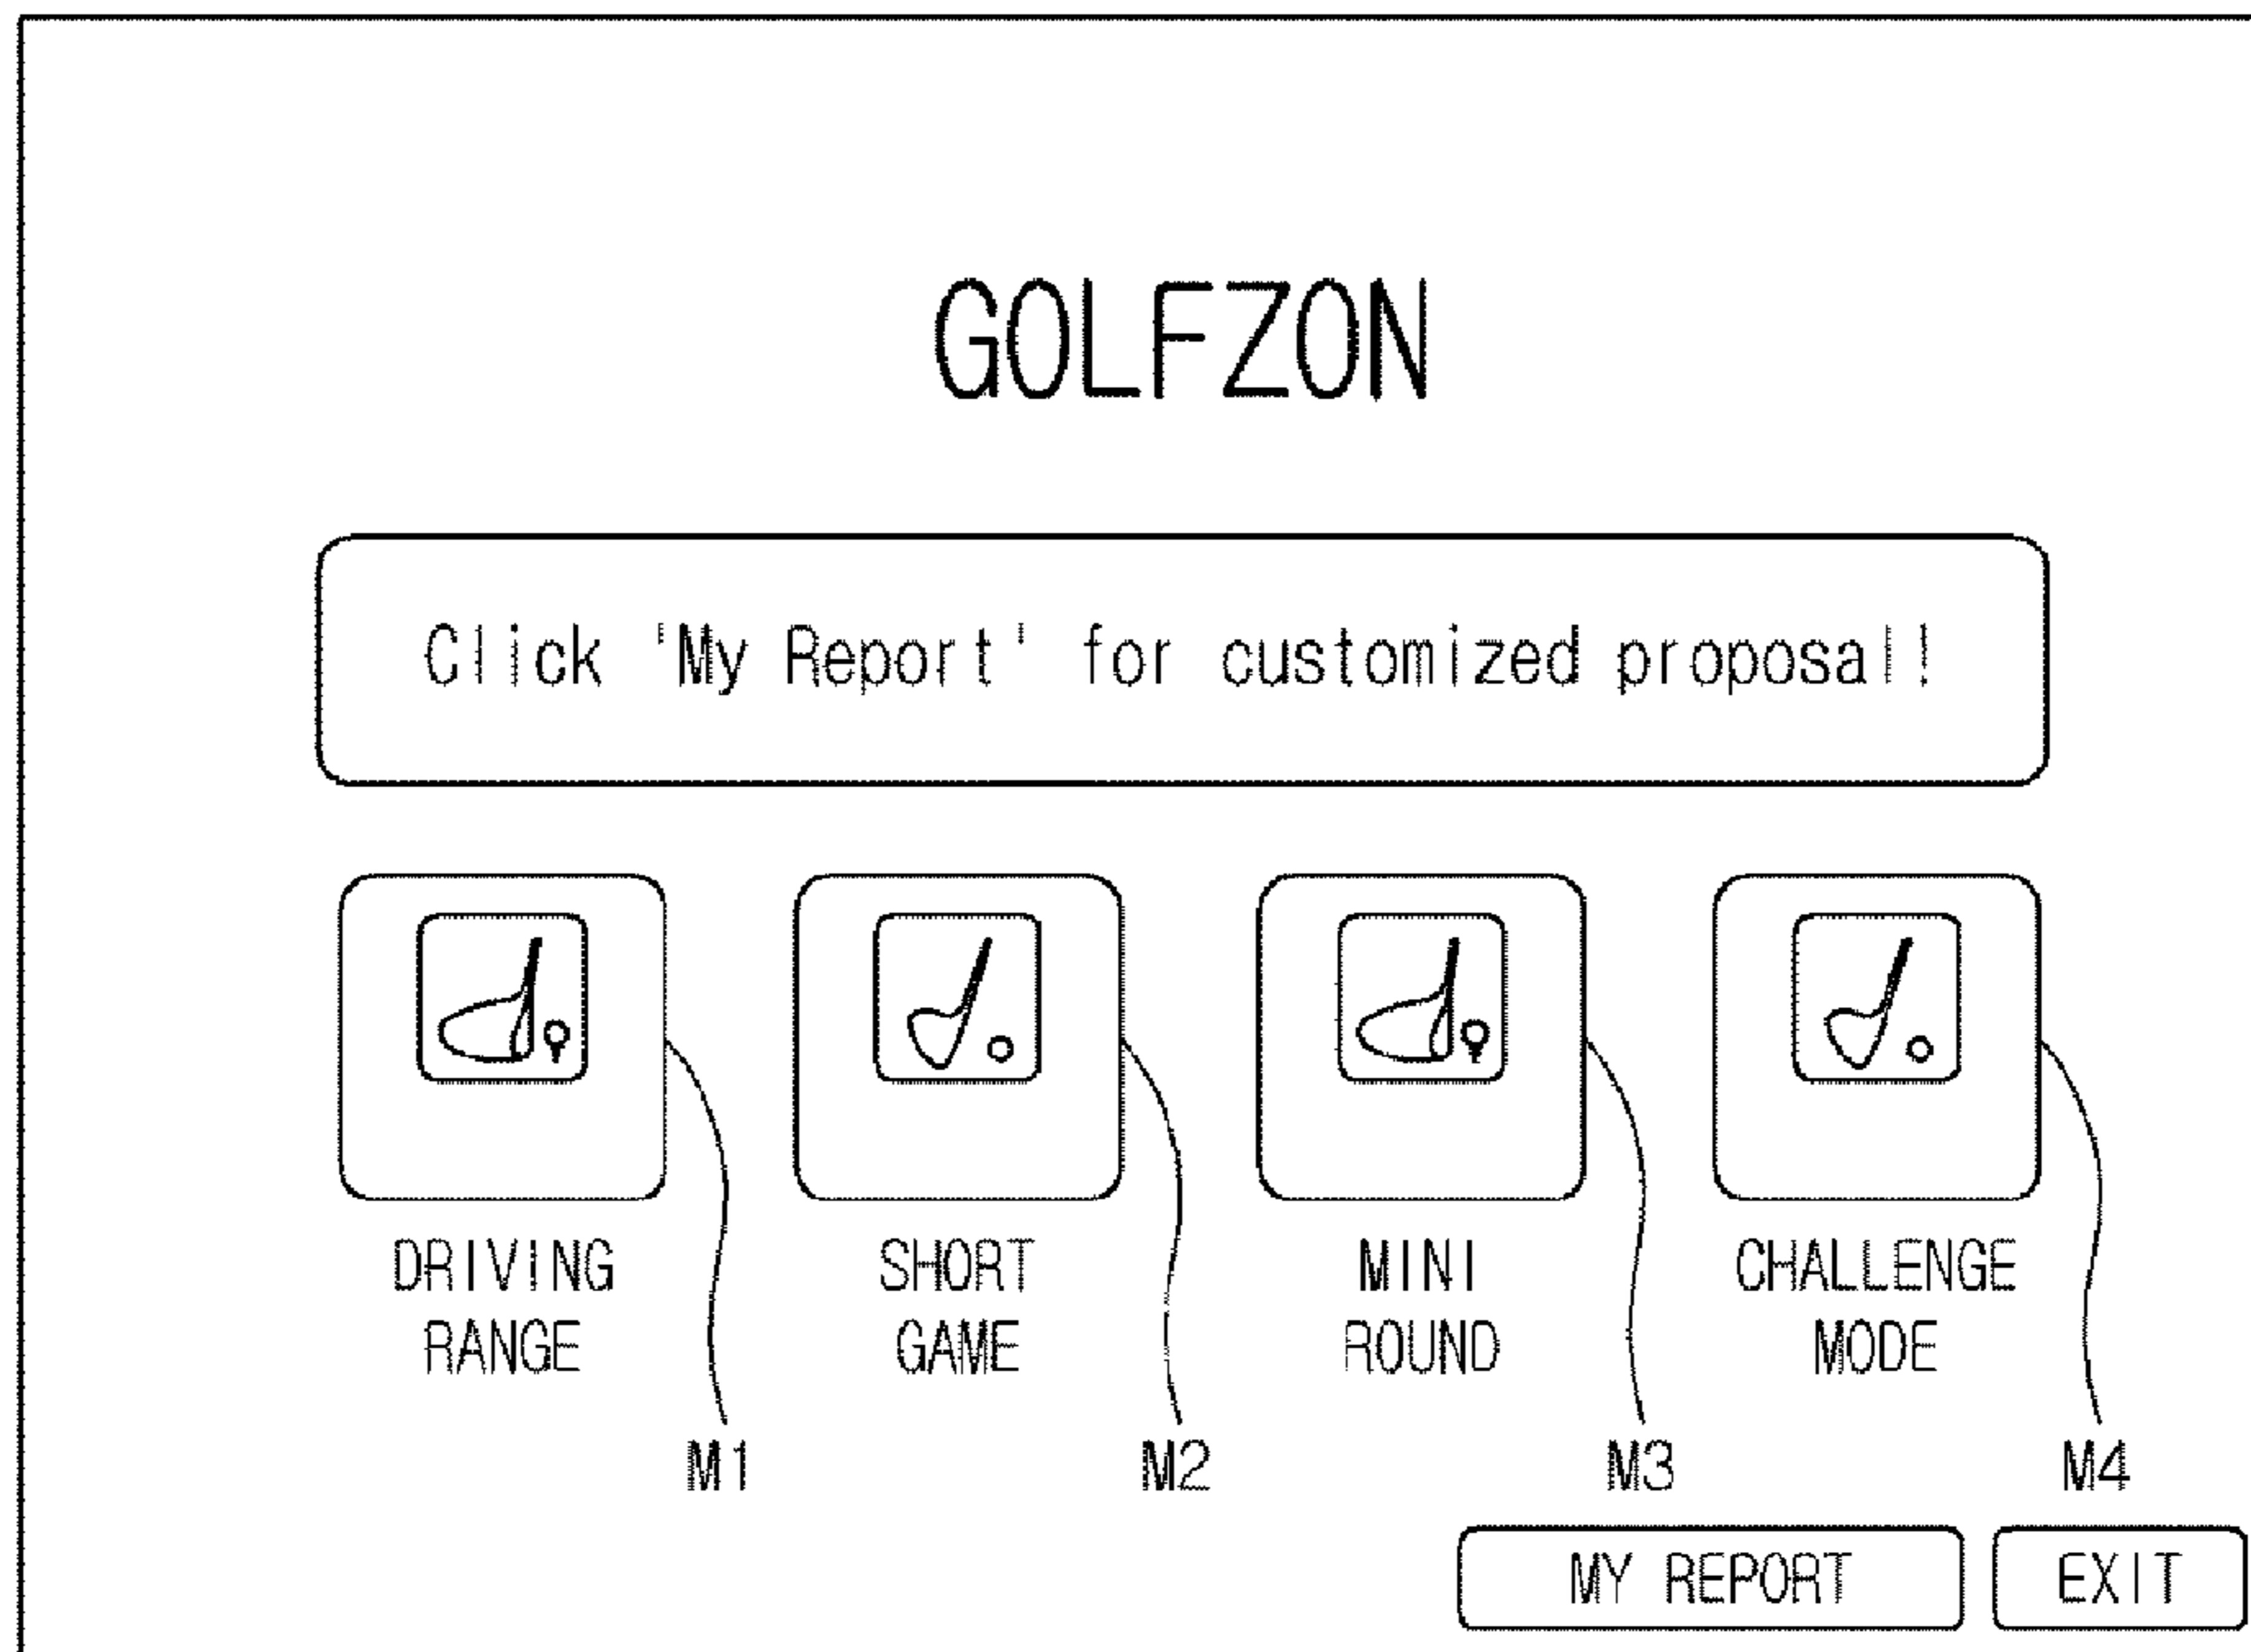 GOLFZON
Click 'My Report' for customized proposal!
DRIVING
RANGE
SHORT
GAME
MINI
ROUND
CHALLENGE
MODE
M1
M2
M3
M4
MY REPORT
EXIT